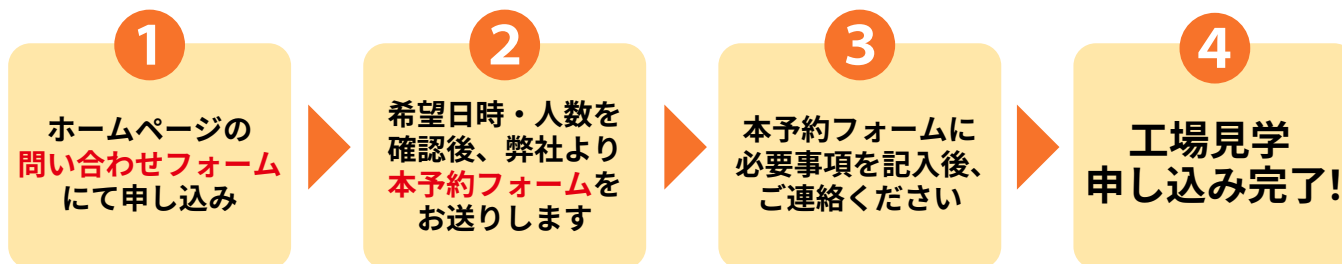 1
ホームページの
問い合わせフォーム
にて申し込み
2
希望日時・人数を
確認後、弊社より
本予約フォームを
お送りします
3
本予約フォームに
必要事項を記入後、
ご連絡ください
4
工場見学
申し込み完了!